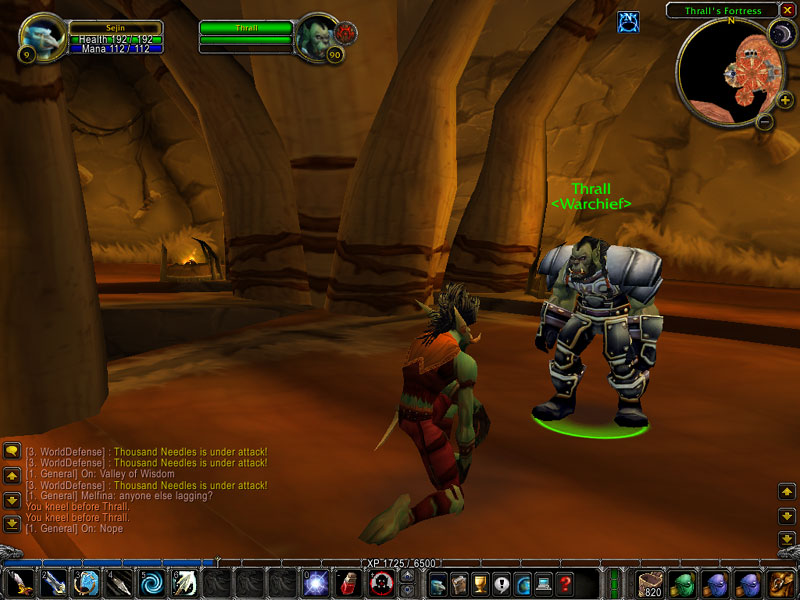 Sejin
Health 192 / 192
Mana 112 / 112
9
Thrall
90
Thrall's Fortress
N
Thrall
<Warchief>
[3. WorldDefense] : Thousand Needles is under attack!
[3. WorldDefense] : Thousand Needles is under attack!
[1. General] On: Valley of Wisdom
[3. WorldDefense] : Thousand Needles is under attack!
[1. General] Melfina: anyone else lagging?
You kneel before Thrall.
You kneel before Thrall.
[1. General] On: Nope
XP 1725 / 6500
820